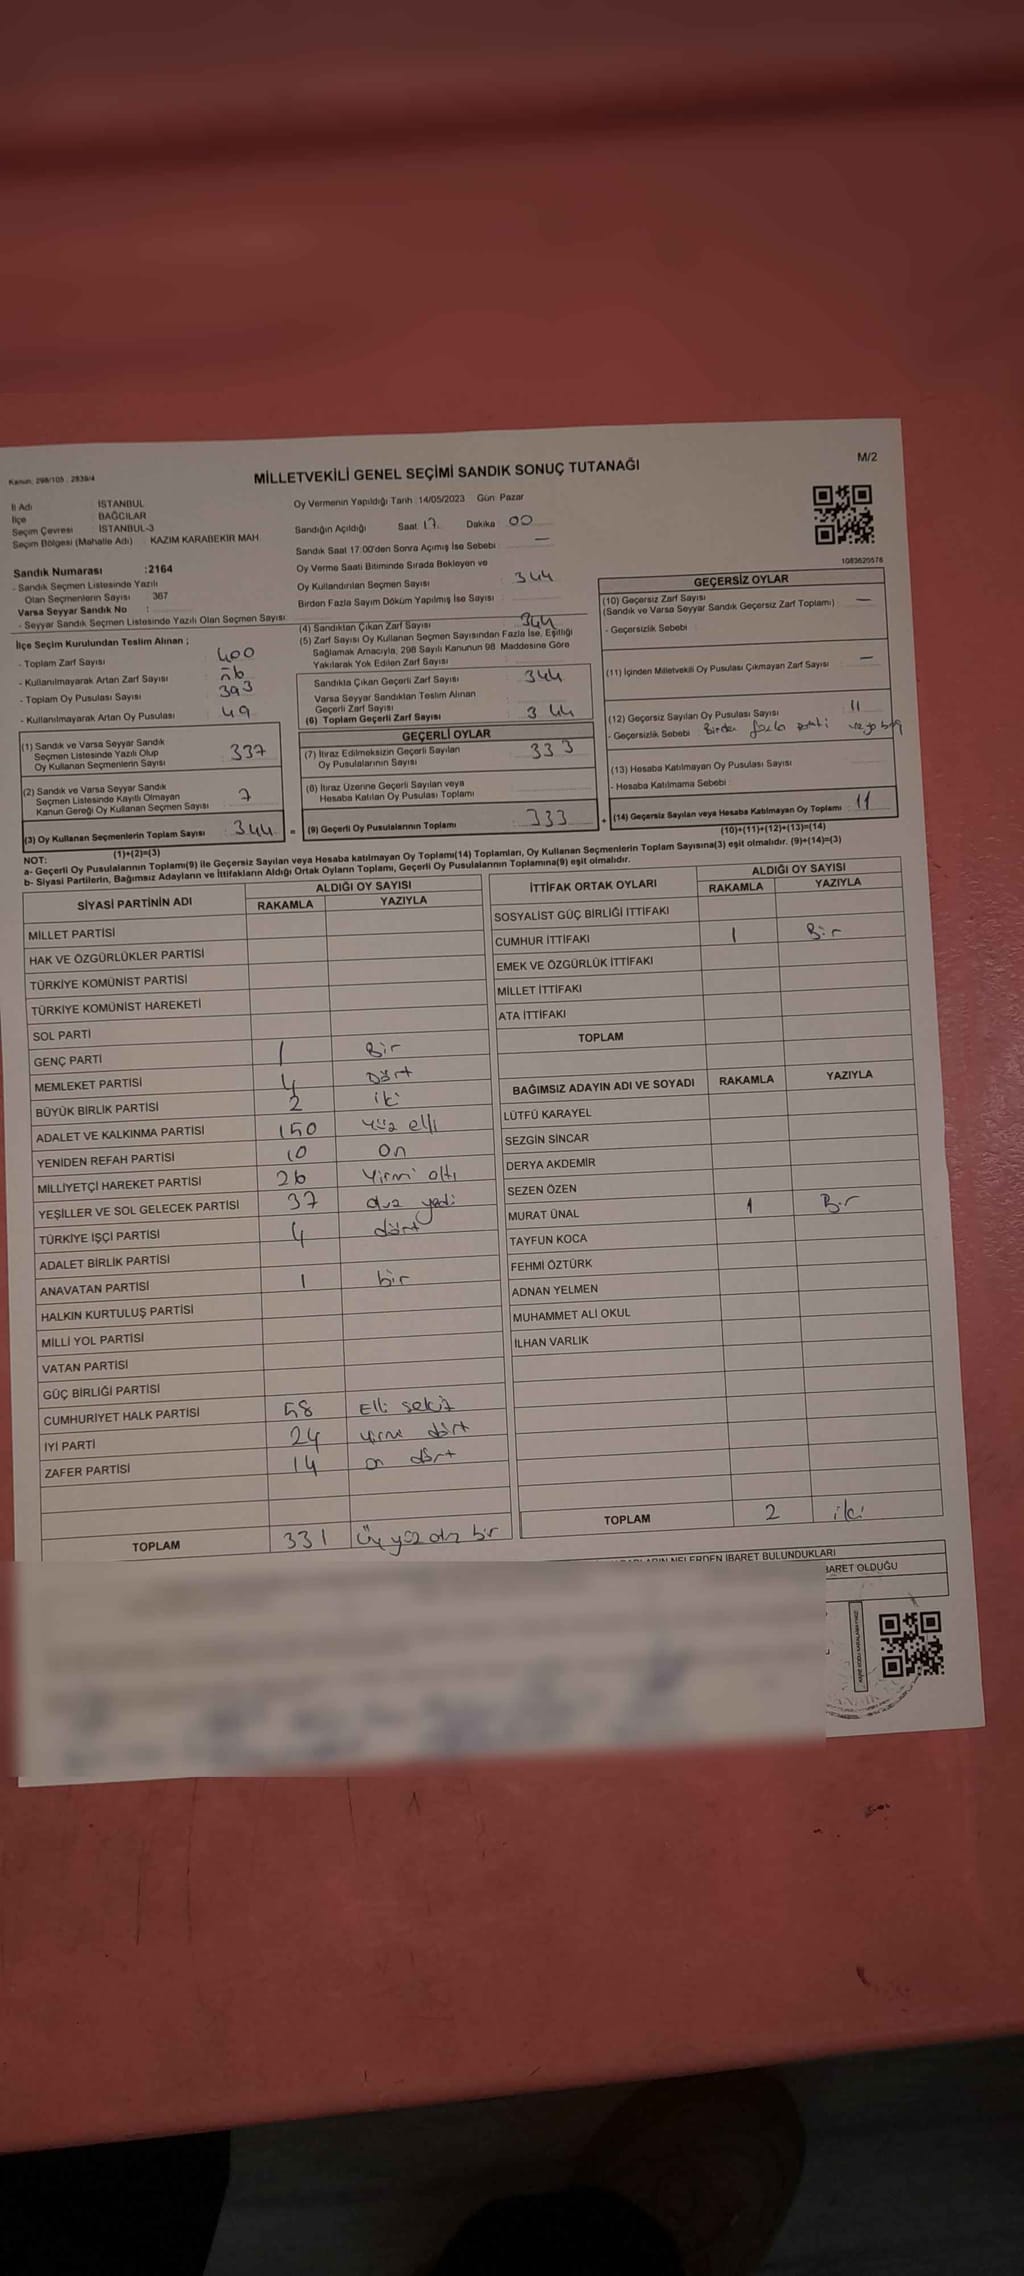 Kanun, 298/105 , 2839/4
MİLLETVEKİLİ GENEL SEÇİMİ SANDIK SONUÇ TUTANAĞI
M/2
İl Adı : İSTANBUL
İlçe : BAĞCILAR
Seçim Çevresi : İSTANBUL-3
Seçim Bölgesi (Mahalle Adı) : KAZIM KARABEKİR MAH.
Sandık Numarası :2164
- Sandık Seçmen Listesinde Yazılı
Olan Seçmenlerin Sayısı : 367
Varsa Seyyar Sandık No :
- Seyyar Sandık Seçmen Listesinde Yazılı Olan Seçmen Sayısı:
Oy Vermenin Yapıldığı Tarih : 14/05/2023 Gün: Pazar
Sandığın Açıldığı Saat 17 Dakika 00
Sandık Saat 17:00'den Sonra Açılmış İse Sebebi : —
Oy Verme Saati Bitiminde Sırada Bekleyen ve
Oy Kullandırılan Seçmen Sayısı : 344
Birden Fazla Sayım Döküm Yapılmış İse Sayısı :
1083620576
İlçe Seçim Kurulundan Teslim Alınan ;
- Toplam Zarf Sayısı : 400
- Kullanılmayarak Artan Zarf Sayısı :
- Toplam Oy Pusulası Sayısı : 393
- Kullanılmayarak Artan Oy Pusulası : 49
(1) Sandık ve Varsa Seyyar Sandık
Seçmen Listesinde Yazılı Olup
Oy Kullanan Seçmenlerin Sayısı : 337
(2) Sandık ve Varsa Seyyar Sandık
Seçmen Listesinde Kayıtlı Olmayan
Kanun Gereği Oy Kullanan Seçmen Sayısı : 7
(3) Oy Kullanan Seçmenlerin Toplam Sayısı : 344
(1)+(2)=(3)
(4) Sandıktan Çıkan Zarf Sayısı : 344
(5) Zarf Sayısı Oy Kullanan Seçmen Sayısından Fazla İse, Eşitliği
Sağlamak Amacıyla, 298 Sayılı Kanunun 98. Maddesine Göre
Yakılarak Yok Edilen Zarf Sayısı :
Sandıkta Çıkan Geçerli Zarf Sayısı : 344
Varsa Seyyar Sandıktan Teslim Alınan
Geçerli Zarf Sayısı :
(6) Toplam Geçerli Zarf Sayısı : 344
GEÇERLİ OYLAR
(7) İtiraz Edilmeksizin Geçerli Sayılan
Oy Pusulalarının Sayısı : 333
(8) İtiraz Üzerine Geçerli Sayılan veya
Hesaba Katılan Oy Pusulası Toplamı :
= (9) Geçerli Oy Pusulalarının Toplamı : 333
GEÇERSİZ OYLAR
(10) Geçersiz Zarf Sayısı : —
(Sandık ve Varsa Seyyar Sandık Geçersiz Zarf Toplamı)
- Geçersizlik Sebebi :
(11) İçinden Milletvekili Oy Pusulası Çıkmayan Zarf Sayısı : —
(12) Geçersiz Sayılan Oy Pusulası Sayısı : 11
- Geçersizlik Sebebi : Birden fazla parti veya
(13) Hesaba Katılmayan Oy Pusulası Sayısı :
- Hesaba Katılmama Sebebi :
+ (14) Geçersiz Sayılan veya Hesaba Katılmayan Oy Toplamı : 11
(10)+(11)+(12)+(13)=(14)
NOT:
a- Geçerli Oy Pusulalarının Toplamı(9) ile Geçersiz Sayılan veya Hesaba katılmayan Oy Toplamı(14) Toplamları, Oy Kullanan Seçmenlerin Toplam Sayısına(3) eşit olmalıdır. (9)+(14)=(3)
b- Siyasi Partilerin, Bağımsız Adayların ve İttifakların Aldığı Ortak Oyların Toplamı, Geçerli Oy Pusulalarının Toplamına(9) eşit olmalıdır.
SİYASİ PARTİNİN ADI ALDIĞI OY SAYISI
RAKAMLA YAZIYLA
MİLLET PARTİSİ
HAK VE ÖZGÜRLÜKLER PARTİSİ
TÜRKİYE KOMÜNİST PARTİSİ
TÜRKİYE KOMÜNİST HAREKETİ
SOL PARTİ
GENÇ PARTİ 1 Bir
MEMLEKET PARTİSİ 4 Dört
BÜYÜK BİRLİK PARTİSİ 2 iki
ADALET VE KALKINMA PARTİSİ 150 Yüz elli
YENİDEN REFAH PARTİSİ 10 On
MİLLİYETÇİ HAREKET PARTİSİ 26 Yirmi altı
YEŞİLLER VE SOL GELECEK PARTİSİ 37 otuz yedi
TÜRKİYE İŞÇİ PARTİSİ 4 dört
ADALET BİRLİK PARTİSİ
ANAVATAN PARTİSİ 1 bir
HALKIN KURTULUŞ PARTİSİ
MİLLİ YOL PARTİSİ
VATAN PARTİSİ
GÜÇ BİRLİĞİ PARTİSİ
CUMHURİYET HALK PARTİSİ 58 Elli sekiz
İYİ PARTİ 24 yirmi dört
ZAFER PARTİSİ 14 on dört
TOPLAM 331 Üç yüz otuz bir
İTTİFAK ORTAK OYLARI ALDIĞI OY SAYISI
RAKAMLA YAZIYLA
SOSYALİST GÜÇ BİRLİĞİ İTTİFAKI
CUMHUR İTTİFAKI 1 Bir
EMEK VE ÖZGÜRLÜK İTTİFAKI
MİLLET İTTİFAKI
ATA İTTİFAKI
TOPLAM
BAĞIMSIZ ADAYIN ADI VE SOYADI RAKAMLA YAZIYLA
LÜTFÜ KARAYEL
SEZGİN SİNCAR
DERYA AKDEMİR
SEZEN ÖZEN
MURAT ÜNAL 1 Bir
TAYFUN KOCA
FEHMİ ÖZTÜRK
ADNAN YELMEN
MUHAMMET ALİ OKUL
İLHAN VARLIK
TOPLAM 2 iki
NELERDEN İBARET BULUNDUKLARI
İBARET OLDUĞU